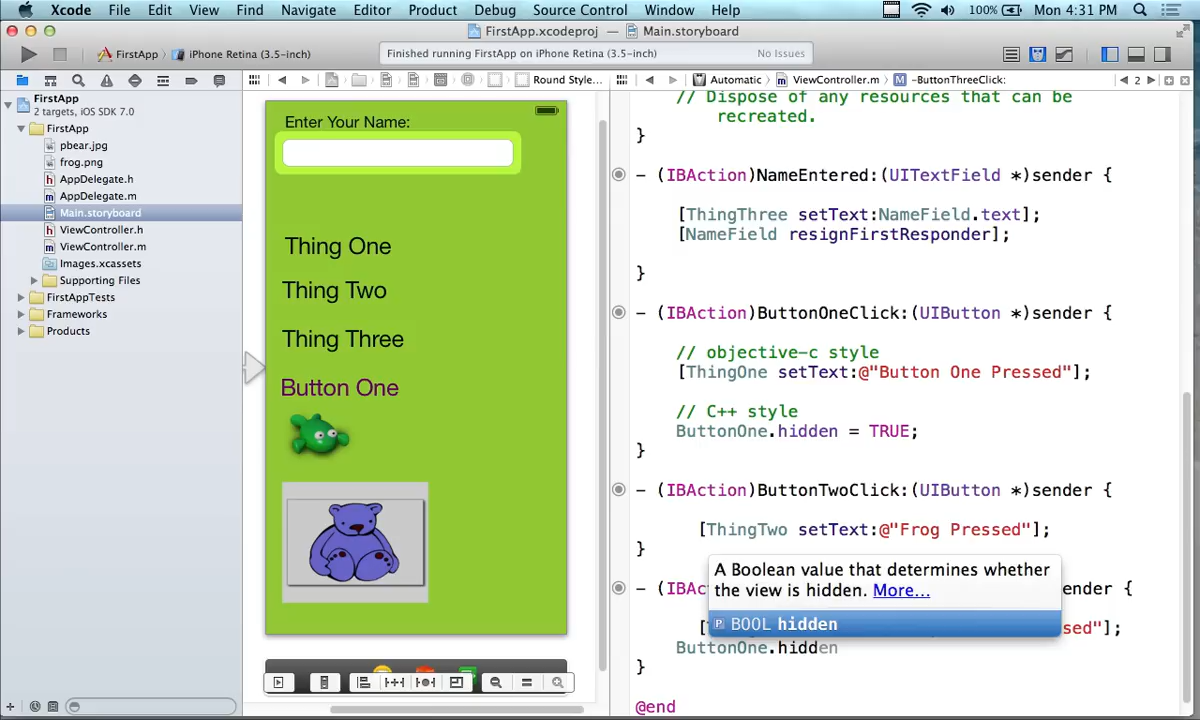 Xcode File Edit View Find Navigate Editor Product Debug Source Control Window Help 100% Mon 4:31 PM
FirstApp.xcodeproj — Main.storyboard
FirstApp iPhone Retina (3.5-inch) Finished running FirstApp on iPhone Retina (3.5-inch) No Issues
Round Style... Automatic ViewController.m M -ButtonThreeClick: 2
FirstApp
2 targets, iOS SDK 7.0
FirstApp
pbear.jpg
frog.png
h AppDelegate.h
m AppDelegate.m
Main.storyboard
h ViewController.h
m ViewController.m
Images.xcassets
Supporting Files
FirstAppTests
Frameworks
Products
Enter Your Name:
Thing One
Thing Two
Thing Three
Button One
// Dispose of any resources that can be
recreated.
}
- (IBAction)NameEntered:(UITextField *)sender {
[ThingThree setText:NameField.text];
[NameField resignFirstResponder];
}
- (IBAction)ButtonOneClick:(UIButton *)sender {
// objective-c style
[ThingOne setText:@"Button One Pressed"];
// C++ style
ButtonOne.hidden = TRUE;
}
- (IBAction)ButtonTwoClick:(UIButton *)sender {
[ThingTwo setText:@"Frog Pressed"];
}
A Boolean value that determines whether
the view is hidden. More...
P BOOL hidden
- (IBAc ender {
[ sed"];
ButtonOne.hidden
}
@end